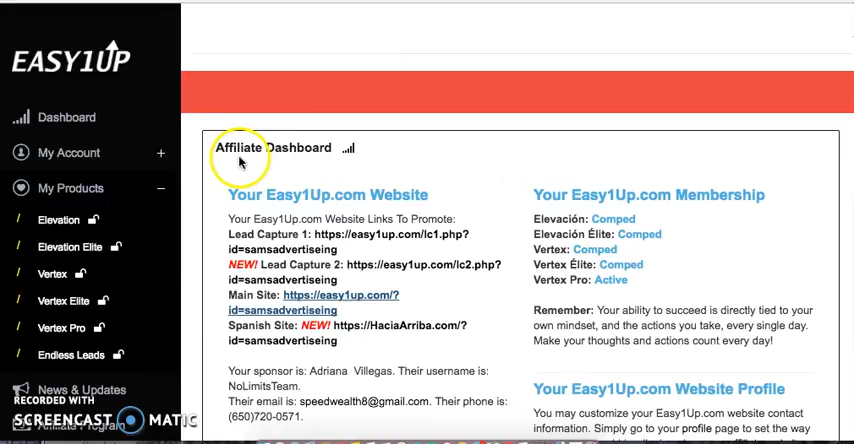 EASY1UP
Dashboard
My Account +
My Products −
/ Elevation
/ Elevation Elite
/ Vertex
/ Vertex Elite
/ Vertex Pro
/ Endless Leads
News & Updates
Affiliate Program
RECORDED WITH
SCREENCAST MATIC
Affiliate Dashboard
Your Easy1Up.com Website
Your Easy1Up.com Website Links To Promote:
Lead Capture 1: https://easy1up.com/lc1.php?
id=samsadvertiseing
NEW! Lead Capture 2: https://easy1up.com/lc2.php?
id=samsadvertiseing
Main Site: https://easy1up.com/?
id=samsadvertiseing
Spanish Site: NEW! https://HaciaArriba.com/?
id=samsadvertiseing
Your sponsor is: Adriana Villegas. Their username is:
NoLimitsTeam.
Their email is: speedwealth8@gmail.com. Their phone is:
(650)720-0571.
Your Easy1Up.com Membership
Elevación: Comped
Elevación Élite: Comped
Vertex: Comped
Vertex Élite: Comped
Vertex Pro: Active
Remember: Your ability to succeed is directly tied to your
own mindset, and the actions you take, every single day.
Make your thoughts and actions count every day!
Your Easy1Up.com Website Profile
You may customize your Easy1Up.com website contact
information. Simply go to your profile page to set the way